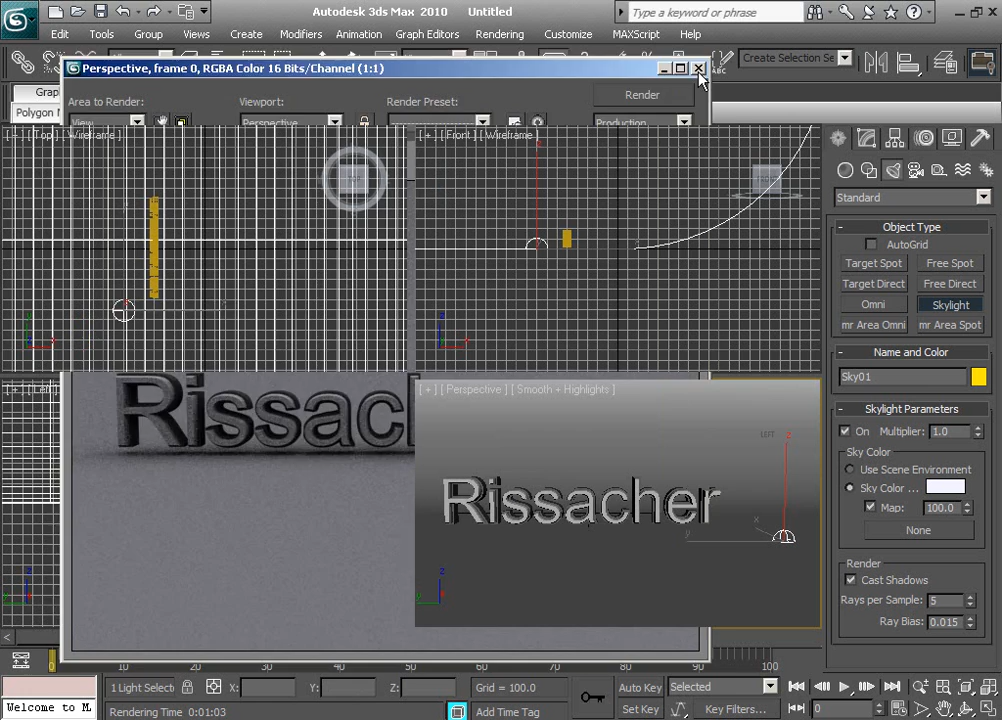 Autodesk 3ds Max 2010 Untitled
Type a keyword or phrase
Edit Tools Group Views Create Modifiers Animation Graph Editors Rendering Customize MAXScript Help
Create Selection Se
Perspective, frame 0, RGBA Color 16 Bits/Channel (1:1)
Grap
Area to Render: Viewport: Render Preset: Render
Polygon M View Perspective Production
[ + ] [ Top ] [ Wireframe ] [ + ] [ Front ] [ Wireframe ]
TOP
FRONT
Standard
Object Type
AutoGrid
Target Spot Free Spot
Target Direct Free Direct
Omni Skylight
mr Area Omni mr Area Spot
Name and Color
Sky01
[ + ] [ Left ] [ + ] [ Perspective ] [ Smooth + Highlights ]
Rissac
Rissacher
Skylight Parameters
On Multiplier: 1.0
Sky Color
Use Scene Environment
Sky Color ...
Map: 100.0
None
Render
Cast Shadows
Rays per Sample: 5
Ray Bias: 0.015
10 20 30 40 50 60 70 80 90 100
1 Light Select X: Y: Z: Grid = 100.0 Auto Key Selected
Welcome to M Rendering Time 0:01:03 Add Time Tag Set Key Key Filters... 0